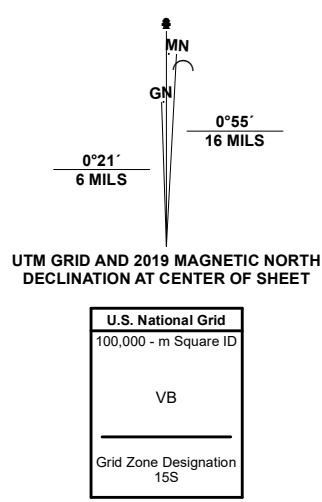 MN
GN
0°55´
16 MILS
0°21´
6 MILS
UTM GRID AND 2019 MAGNETIC NORTH
DECLINATION AT CENTER OF SHEET
U.S. National Grid
100,000 - m Square ID
VB
Grid Zone Designation
15S